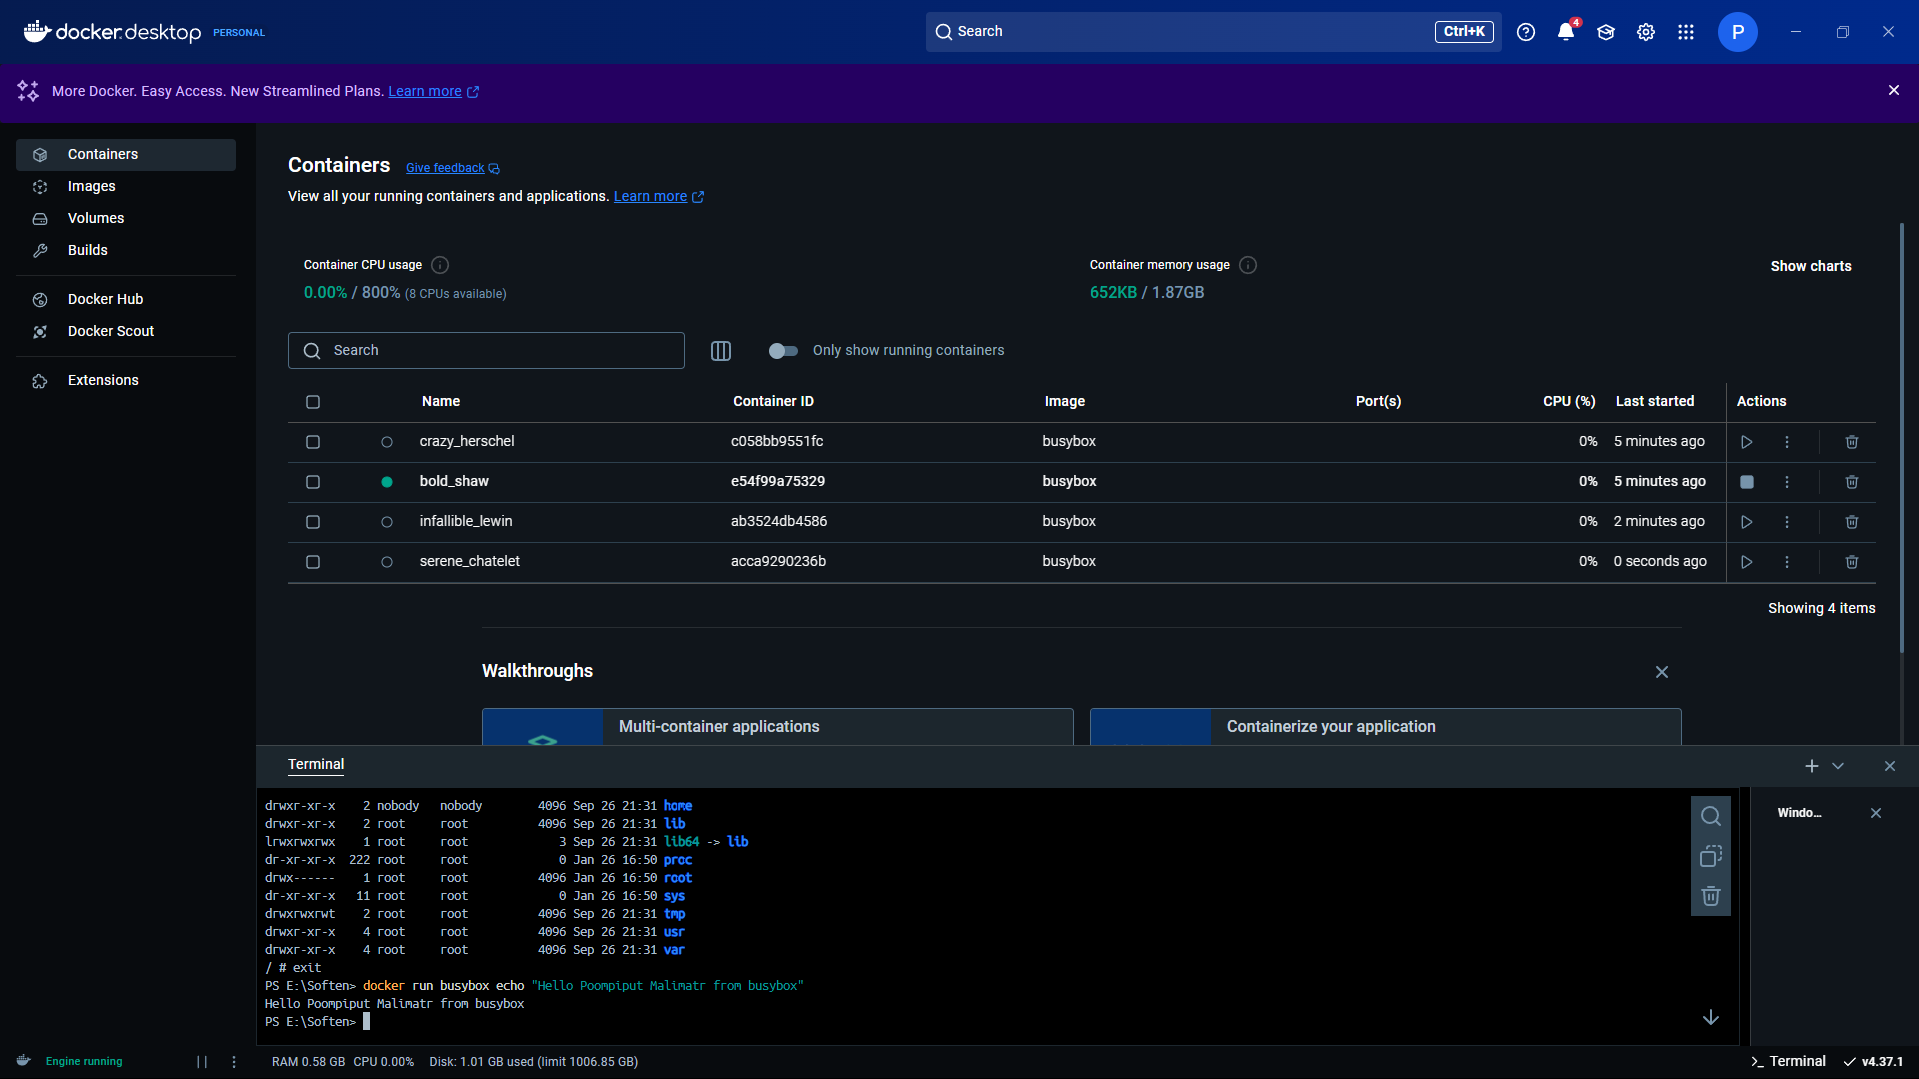 docker.desktop PERSONAL
Search Ctrl+K
4
P
More Docker. Easy Access. New Streamlined Plans. Learn more
Containers
Images
Volumes
Builds
Docker Hub
Docker Scout
Extensions
Containers Give feedback
View all your running containers and applications. Learn more
Container CPU usage
0.00% / 800% (8 CPUs available)
Container memory usage
652KB / 1.87GB
Show charts
Search
Only show running containers
Name Container ID Image Port(s) CPU (%) Last started Actions
crazy_herschel c058bb9551fc busybox 0% 5 minutes ago
bold_shaw e54f99a75329 busybox 0% 5 minutes ago
infallible_lewin ab3524db4586 busybox 0% 2 minutes ago
serene_chatelet acca9290236b busybox 0% 0 seconds ago
Showing 4 items
Walkthroughs
Multi-container applications
Containerize your application
Terminal
Windo...
drwxr-xr-x 2 nobody nobody 4096 Sep 26 21:31 home
drwxr-xr-x 2 root root 4096 Sep 26 21:31 lib
lrwxrwxrwx 1 root root 3 Sep 26 21:31 lib64 -> lib
dr-xr-xr-x 222 root root 0 Jan 26 16:50 proc
drwx------ 1 root root 4096 Jan 26 16:50 root
dr-xr-xr-x 11 root root 0 Jan 26 16:50 sys
drwxrwxrwt 2 root root 4096 Sep 26 21:31 tmp
drwxr-xr-x 4 root root 4096 Sep 26 21:31 usr
drwxr-xr-x 4 root root 4096 Sep 26 21:31 var
/ # exit
PS E:\Soften> docker run busybox echo "Hello Poompiput Malimatr from busybox"
Hello Poompiput Malimatr from busybox
PS E:\Soften>
Engine running
RAM 0.58 GB CPU 0.00% Disk: 1.01 GB used (limit 1006.85 GB)
Terminal v4.37.1